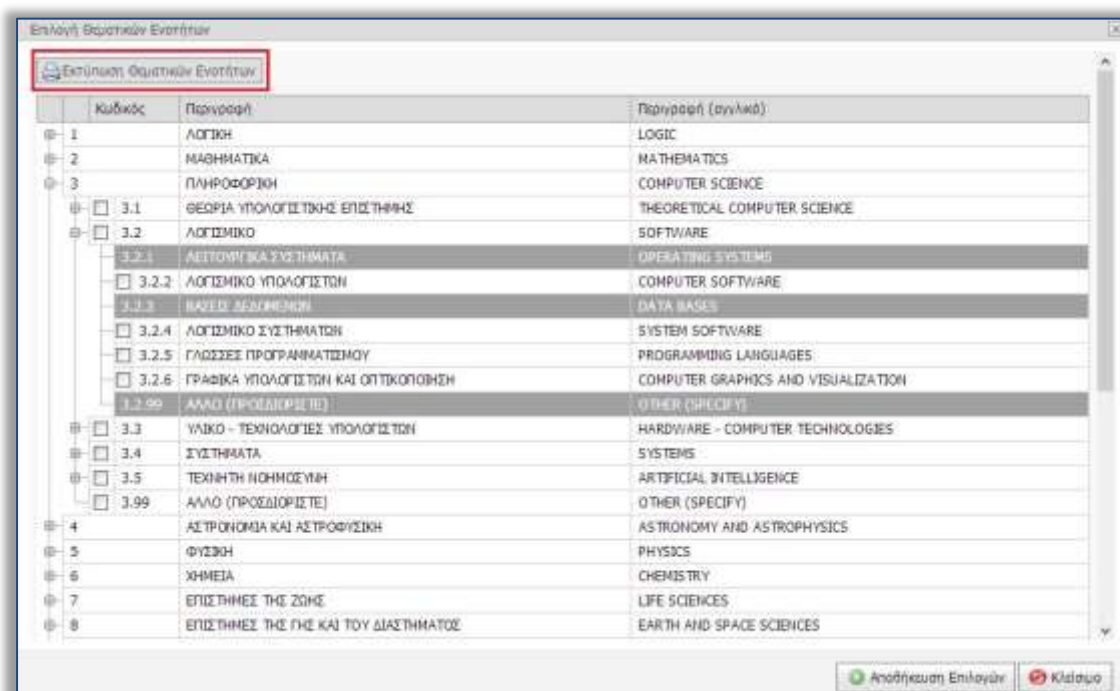 Επιλογή Θεματικών Ενοτήτων
Εκτύπωση Θεματικών Ενοτήτων
Κωδικός Περιγραφή Περιγραφή (αγγλικά)
1 ΛΟΓΙΚΗ LOGIC
2 ΜΑΘΗΜΑΤΙΚΑ MATHEMATICS
3 ΠΛΗΡΟΦΟΡΙΚΗ COMPUTER SCIENCE
3.1 ΘΕΩΡΙΑ ΥΠΟΛΟΓΙΣΤΙΚΗΣ ΕΠΙΣΤΗΜΗΣ THEORETICAL COMPUTER SCIENCE
3.2 ΛΟΓΙΣΜΙΚΟ SOFTWARE
3.2.1 ΛΕΙΤΟΥΡΓΙΚΑ ΣΥΣΤΗΜΑΤΑ OPERATING SYSTEMS
3.2.2 ΛΟΓΙΣΜΙΚΟ ΥΠΟΛΟΓΙΣΤΩΝ COMPUTER SOFTWARE
3.2.3 ΒΑΣΕΙΣ ΔΕΔΟΜΕΝΩΝ DATA BASES
3.2.4 ΛΟΓΙΣΜΙΚΟ ΣΥΣΤΗΜΑΤΩΝ SYSTEM SOFTWARE
3.2.5 ΓΛΩΣΣΕΣ ΠΡΟΓΡΑΜΜΑΤΙΣΜΟΥ PROGRAMMING LANGUAGES
3.2.6 ΓΡΑΦΙΚΑ ΥΠΟΛΟΓΙΣΤΩΝ ΚΑΙ ΟΠΤΙΚΟΠΟΙΗΣΗ COMPUTER GRAPHICS AND VISUALIZATION
3.2.99 ΑΛΛΟ (ΠΡΟΣΔΙΟΡΙΣΤΕ) OTHER (SPECIFY)
3.3 ΥΛΙΚΟ - ΤΕΧΝΟΛΟΓΙΕΣ ΥΠΟΛΟΓΙΣΤΩΝ HARDWARE - COMPUTER TECHNOLOGIES
3.4 ΣΥΣΤΗΜΑΤΑ SYSTEMS
3.5 ΤΕΧΝΗΤΗ ΝΟΗΜΟΣΥΝΗ ARTIFICIAL INTELLIGENCE
3.99 ΑΛΛΟ (ΠΡΟΣΔΙΟΡΙΣΤΕ) OTHER (SPECIFY)
4 ΑΣΤΡΟΝΟΜΙΑ ΚΑΙ ΑΣΤΡΟΦΥΣΙΚΗ ASTRONOMY AND ASTROPHYSICS
5 ΦΥΣΙΚΗ PHYSICS
6 ΧΗΜΕΙΑ CHEMISTRY
7 ΕΠΙΣΤΗΜΕΣ ΤΗΣ ΖΩΗΣ LIFE SCIENCES
8 ΕΠΙΣΤΗΜΕΣ ΤΗΣ ΓΗΣ ΚΑΙ ΤΟΥ ΔΙΑΣΤΗΜΑΤΟΣ EARTH AND SPACE SCIENCES
Αποθήκευση Επιλογών Κλείσιμο